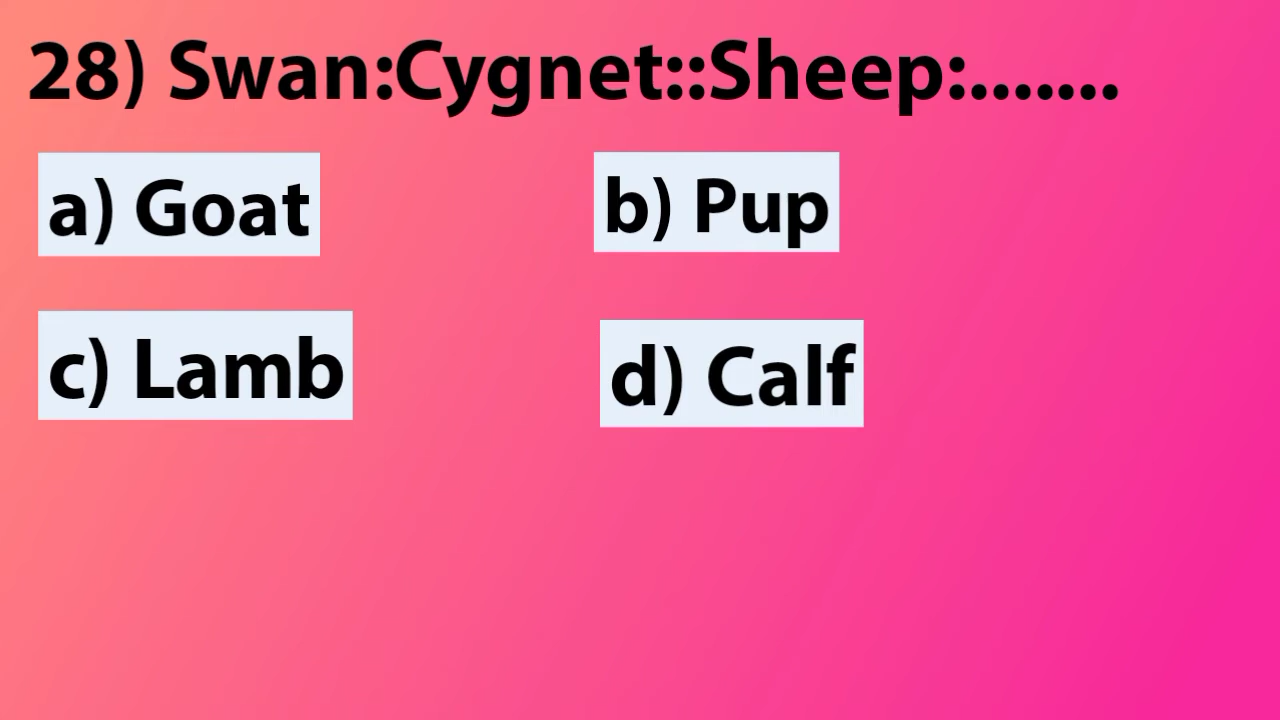 28) Swan:Cygnet::Sheep:.......
a) Goat
b) Pup
c) Lamb
d) Calf